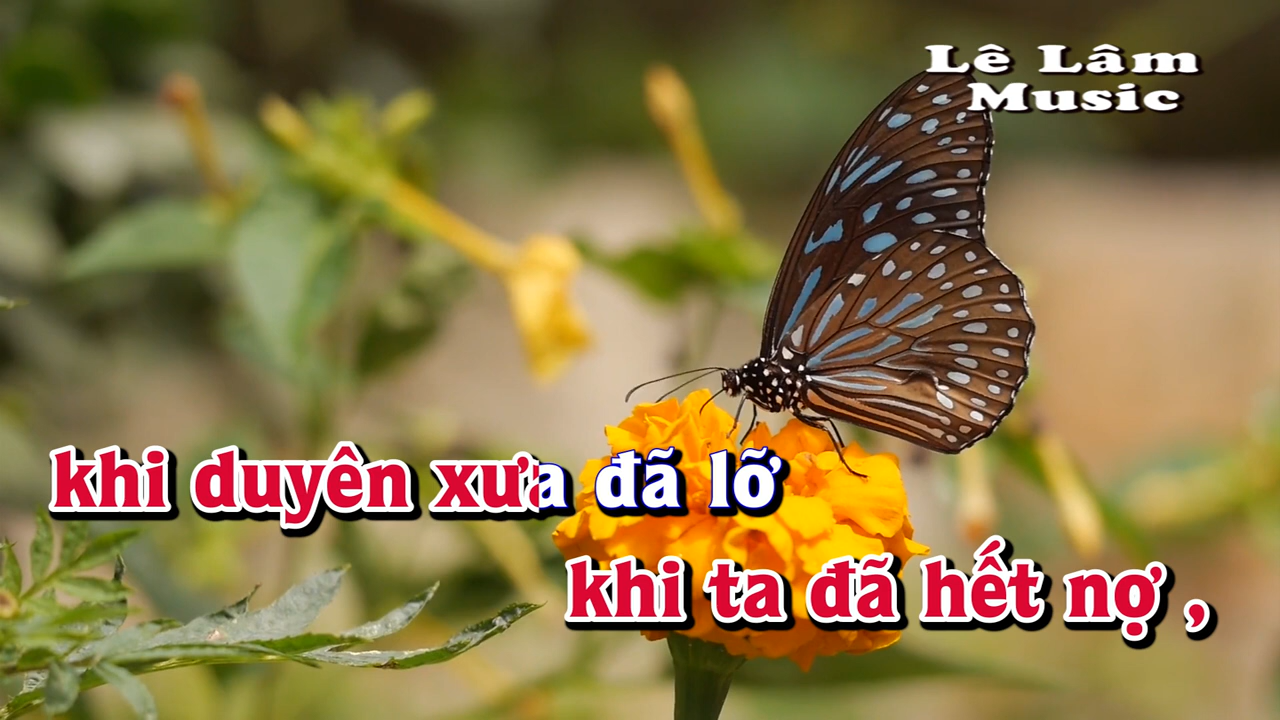 Lê Lâm
Music
khi duyên xưa đã lỡ
khi ta đã hết nợ ,